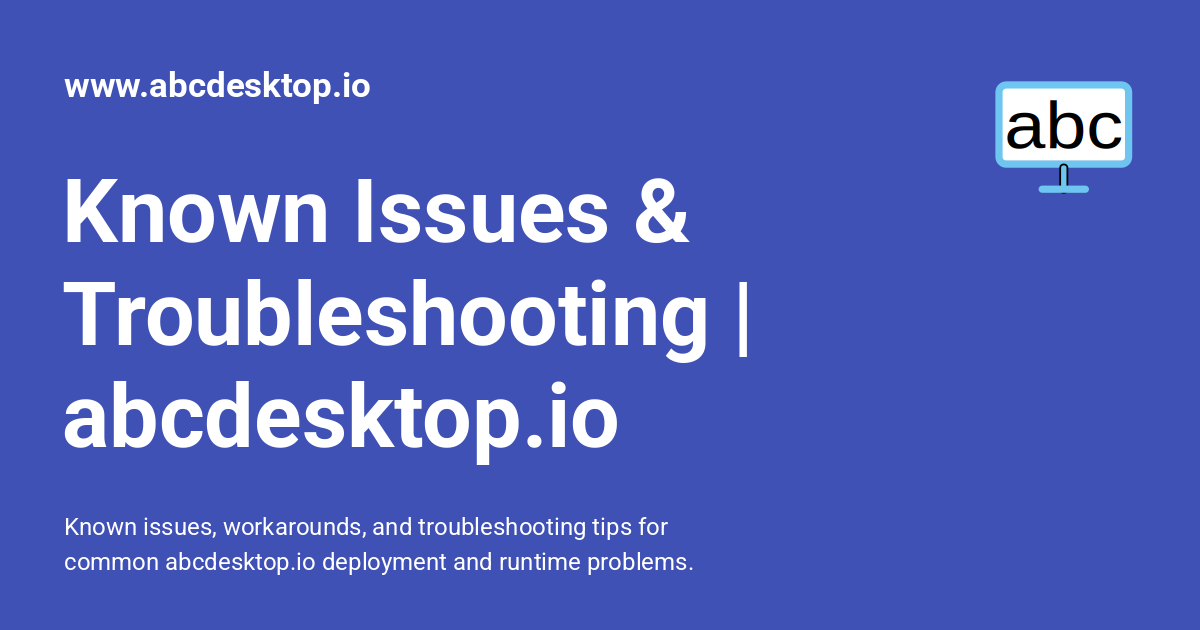 www.abcdesktop.io
abc
Known Issues &
Troubleshooting |
abcdesktop.io
Known issues, workarounds, and troubleshooting tips for
common abcdesktop.io deployment and runtime problems.